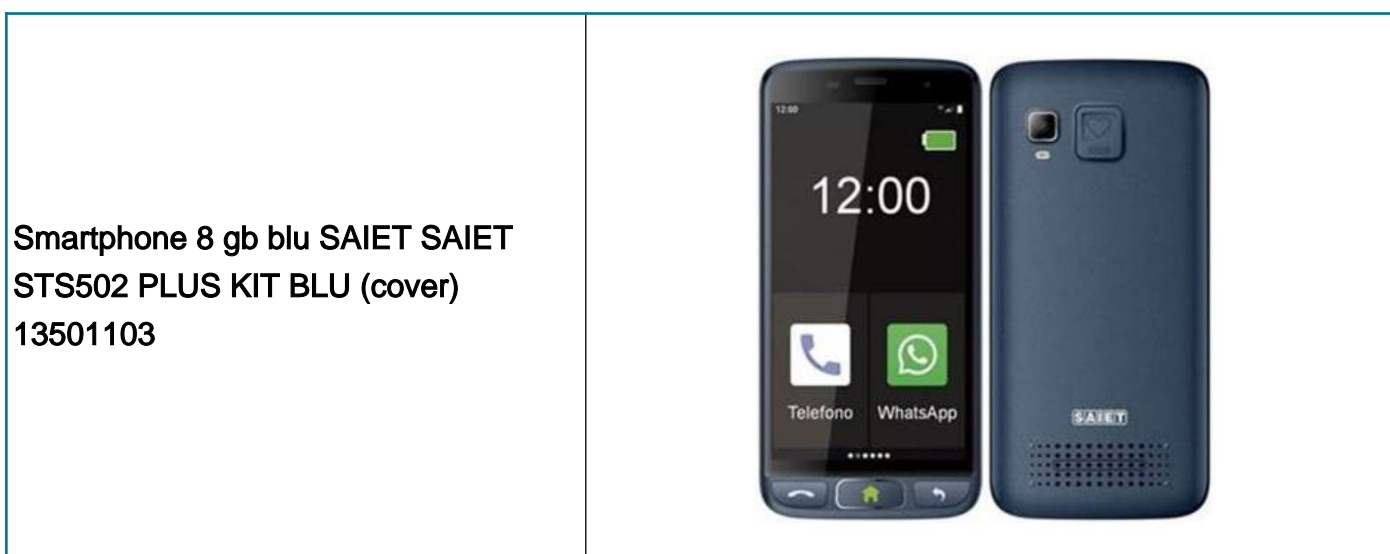 Smartphone 8 gb blu SAIET SAIET
STS502 PLUS KIT BLU (cover)
13501103
12:00
12:00
Telefono WhatsApp
SAIET